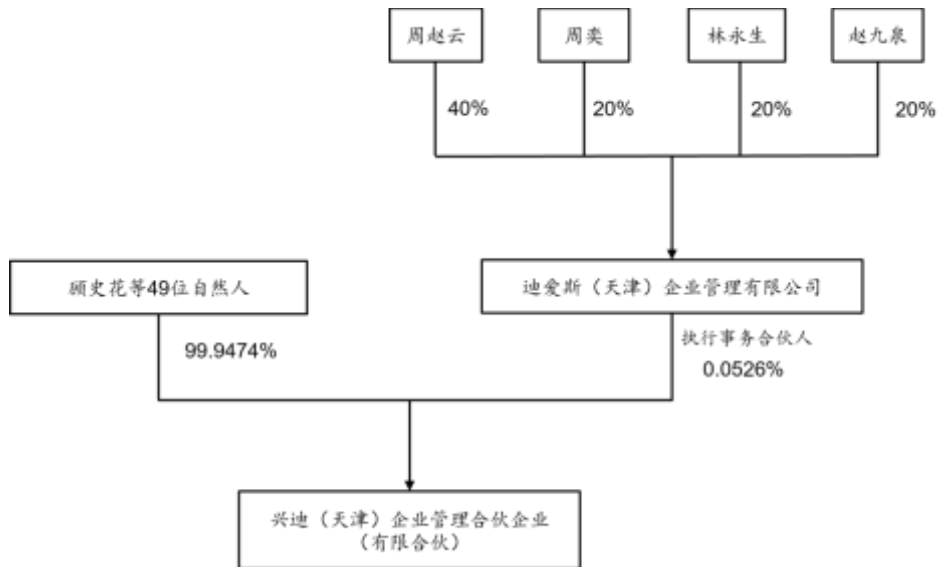 周赵云
周奕
林永生
赵九泉
40%
20%
20%
20%
顾史花等49位自然人
迪爱斯（天津）企业管理有限公司
99.9474%
执行事务合伙人
0.0526%
兴迪（天津）企业管理合伙企业
（有限合伙）